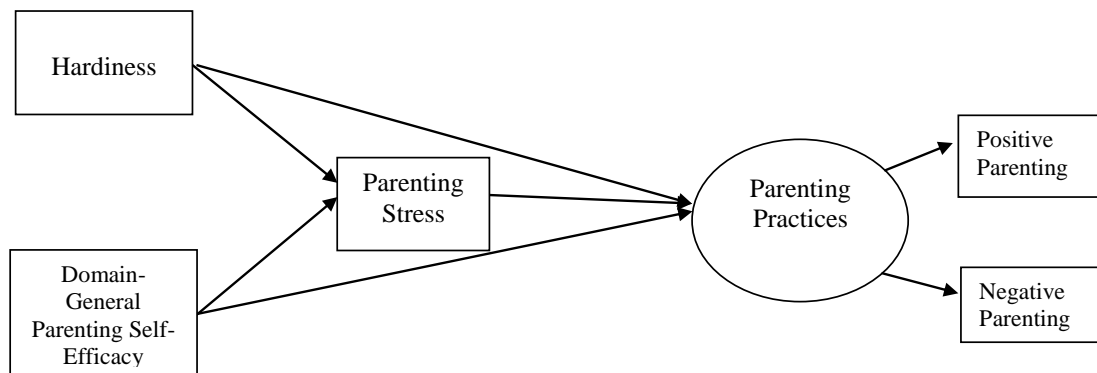 Hardiness
Parenting
Stress
Domain-
General
Parenting Self-
Efficacy
Parenting
Practices
Positive
Parenting
Negative
Parenting